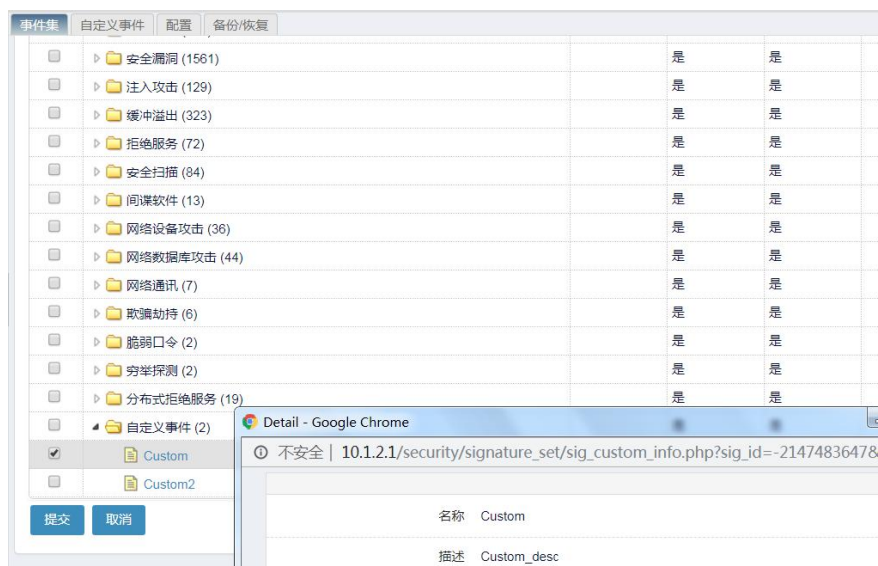 事件集 自定义事件 配置 备份/恢复
安全漏洞 (1561) 是 是
注入攻击 (129) 是 是
缓冲溢出 (323) 是 是
拒绝服务 (72) 是 是
安全扫描 (84) 是 是
间谍软件 (13) 是 是
网络设备攻击 (36) 是 是
网络数据库攻击 (44) 是 是
网络通讯 (7) 是 是
欺骗劫持 (6) 是 是
脆弱口令 (2) 是 是
穷举探测 (2) 是 是
分布式拒绝服务 (19) 是 是
自定义事件 (2)
Detail - Google Chrome
Custom
不安全 | 10.1.2.1/security/signature_set/sig_custom_info.php?sig_id=-2147483647&
Custom2
提交 取消
名称 Custom
描述 Custom_desc